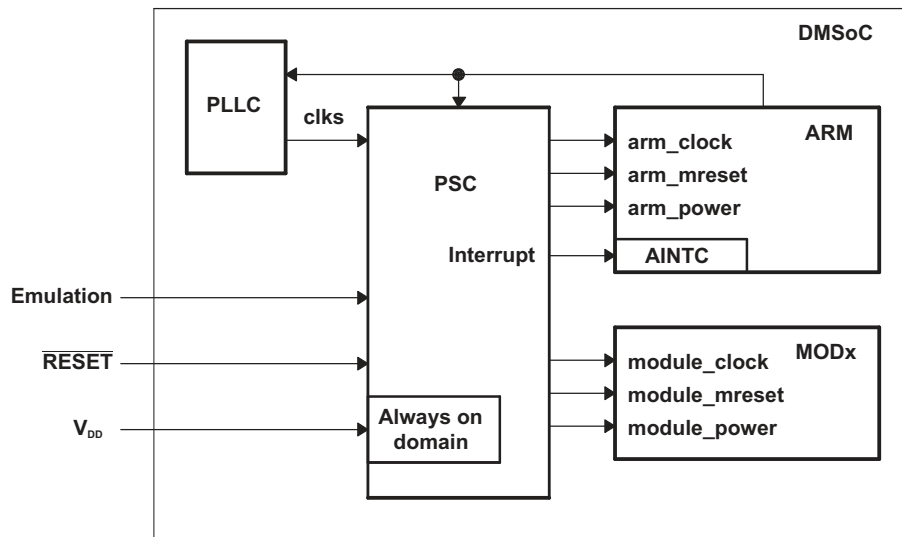 DMSoC
PLLC
clks
PSC
Interrupt
ARM
arm_clock
arm_mreset
arm_power
AINTC
Emulation
RESET
V_DD
Always on
domain
MODx
module_clock
module_mreset
module_power